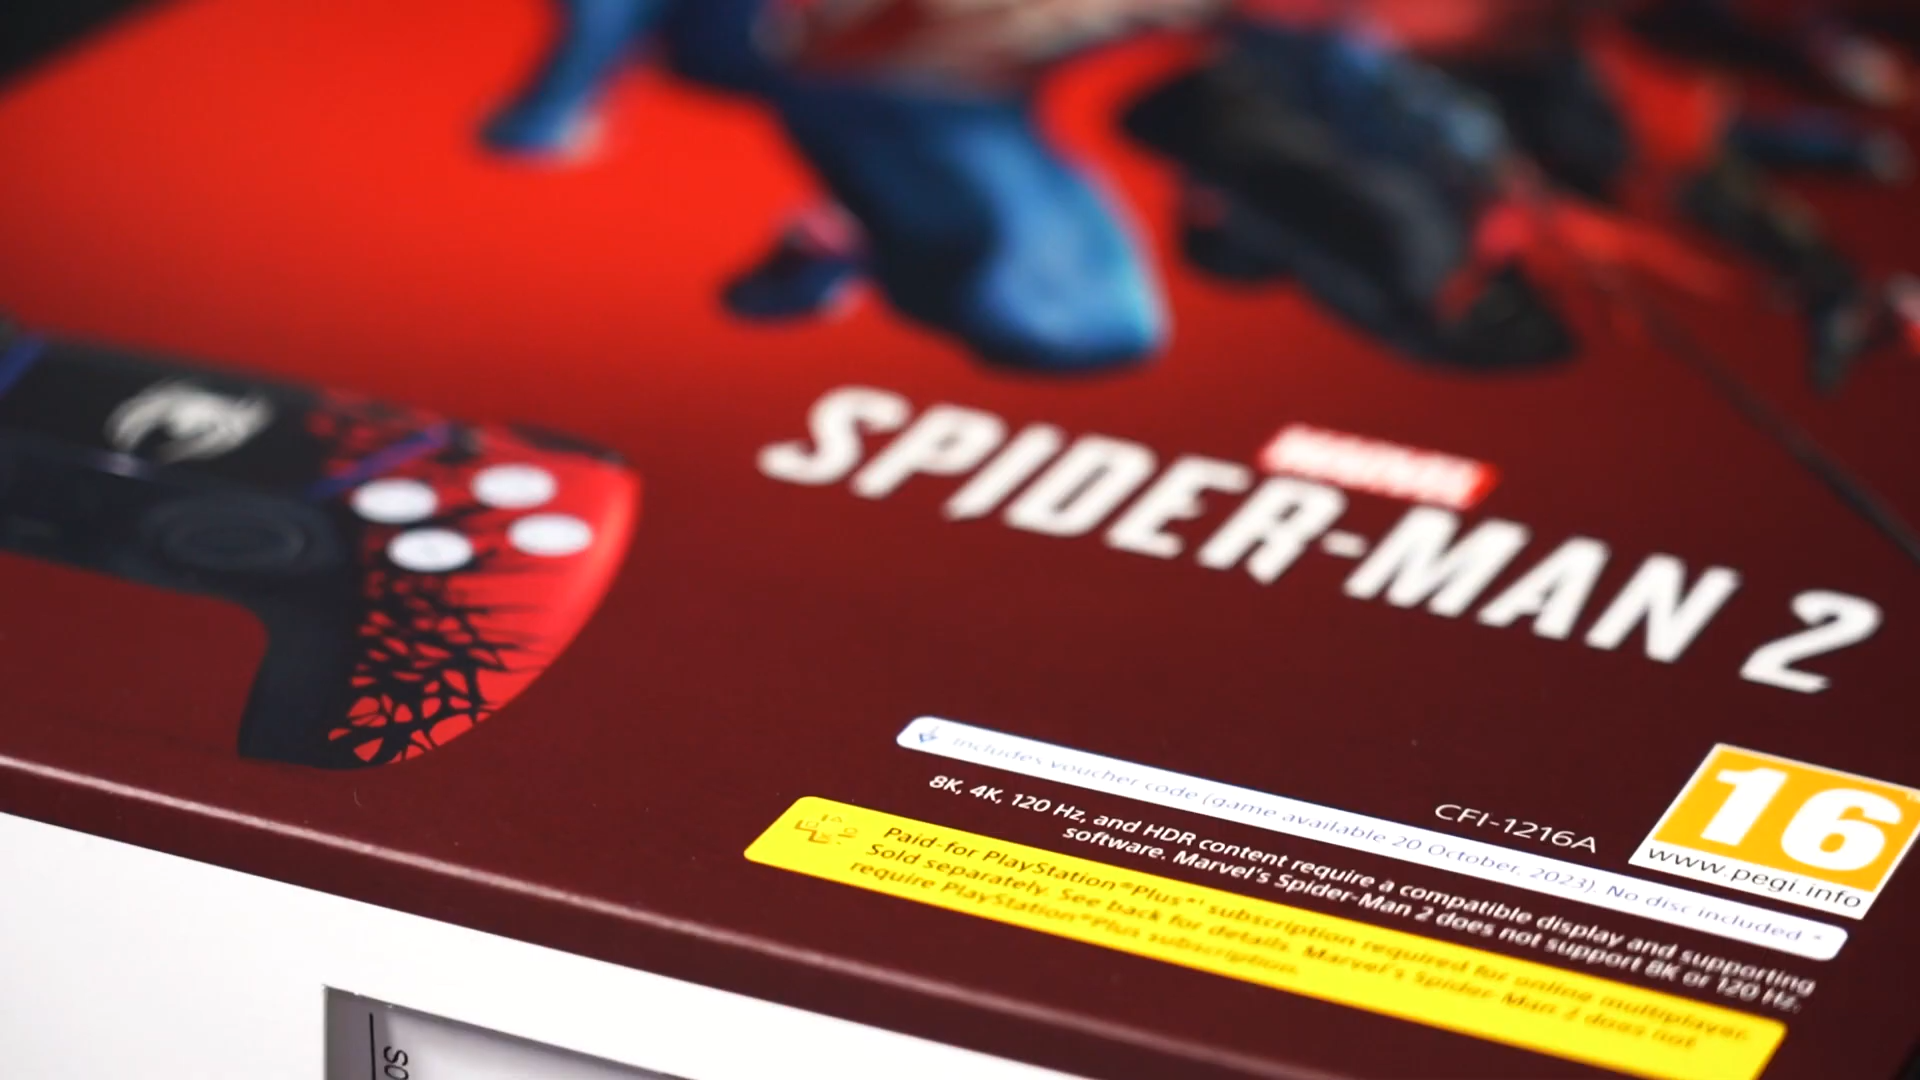 MARVEL
SPIDER-MAN 2
Includes voucher code (game available 20 October, 2023). No disc included *
CFI-1216A
16
www.pegi.info
8K, 4K, 120 Hz, and HDR content require a compatible display and supporting
software. Marvel's Spider-Man 2 does not support 8K or 120 Hz.
Paid-for PlayStation®Plus*¹ subscription required for online multiplayer.
Sold separately. See back for details. Marvel's Spider-Man 2 does not
require PlayStation®Plus subscription.
SO